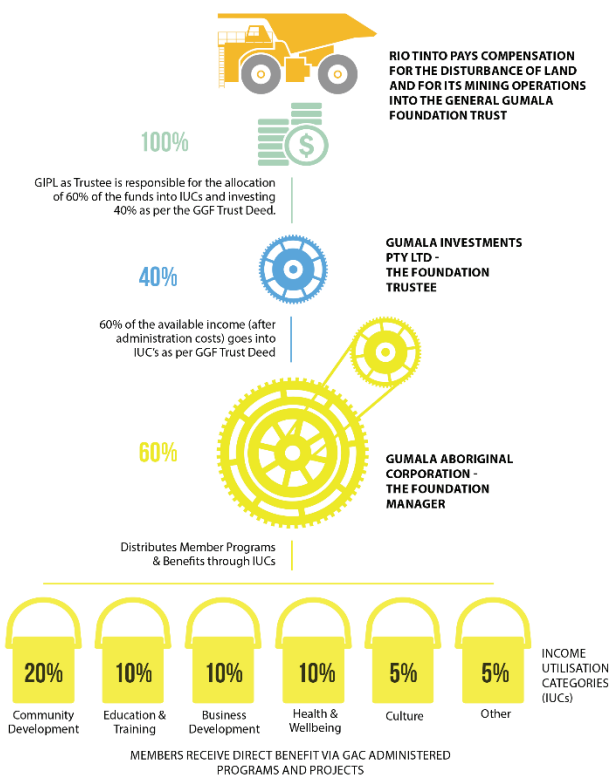 RIO TINTO PAYS COMPENSATION
FOR THE DISTURBANCE OF LAND
AND FOR ITS MINING OPERATIONS
INTO THE GENERAL GUMALA
FOUNDATION TRUST
100%
$
GIPL as Trustee is responsible for the allocation
of 60% of the funds into IUCs and investing
40% as per the GGF Trust Deed.
GUMALA INVESTMENTS
PTY LTD -
THE FOUNDATION
TRUSTEE
40%
60% of the available income (after
administration costs) goes into
IUC's as per GGF Trust Deed
60%
GUMALA ABORIGINAL
CORPORATION -
THE FOUNDATION
MANAGER
Distributes Member Programs
& Benefits through IUCs
20%
10%
10%
10%
5%
5%
INCOME
UTILISATION
CATEGORIES
(IUCs)
Community
Development
Education &
Training
Business
Development
Health &
Wellbeing
Culture
Other
MEMBERS RECEIVE DIRECT BENEFIT VIA GAC ADMINISTERED
PROGRAMS AND PROJECTS